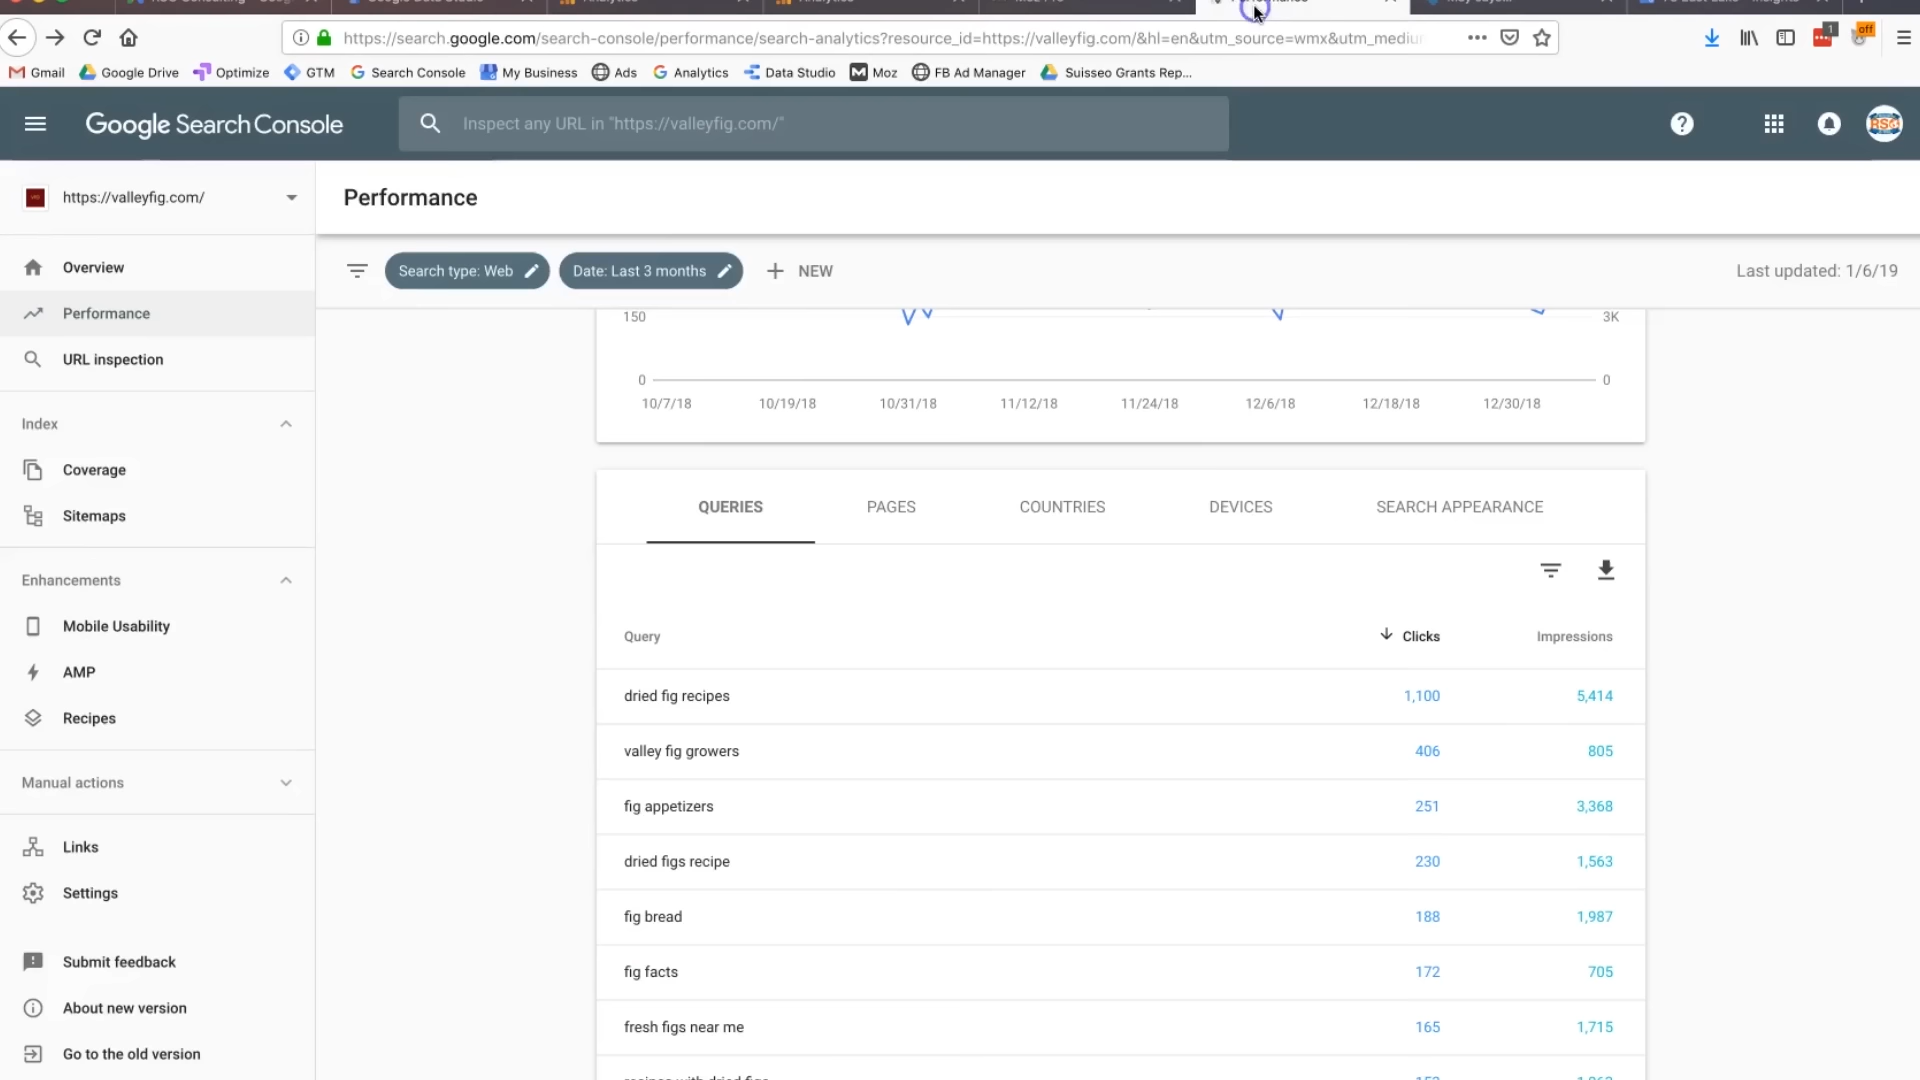 https://search.google.com/search-console/performance/search-analytics?resource_id=https://valleyfig.com/&hl=en&utm_source=wmx&utm_medium
1
off
Gmail
Google Drive
Optimize
GTM
Search Console
My Business
Ads
Analytics
Data Studio
Moz
FB Ad Manager
Suisseo Grants Rep...
Google Search Console
Inspect any URL in "https://valleyfig.com/"
https://valleyfig.com/
Performance
Overview
Search type: Web
Date: Last 3 months
NEW
Last updated: 1/6/19
Performance
URL inspection
150
3K
0
0
10/7/18
10/19/18
10/31/18
11/12/18
11/24/18
12/6/18
12/18/18
12/30/18
Index
Coverage
Sitemaps
QUERIES
PAGES
COUNTRIES
DEVICES
SEARCH APPEARANCE
Enhancements
Mobile Usability
AMP
Recipes
Query
Clicks
Impressions
dried fig recipes 1,100 5,414
valley fig growers 406 805
fig appetizers 251 3,368
dried figs recipe 230 1,563
fig bread 188 1,987
fig facts 172 705
fresh figs near me 165 1,715
Manual actions
Links
Settings
Submit feedback
About new version
Go to the old version